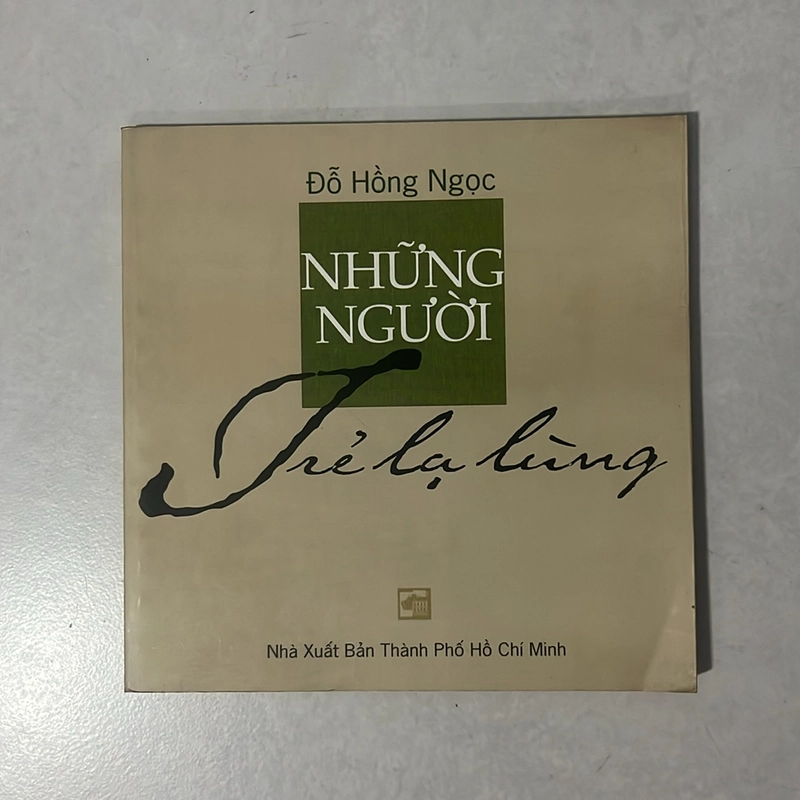 Đỗ Hồng Ngọc
NHỮNG
NGƯỜI
Trẻ lạ lùng
Nhà Xuất Bản Thành Phố Hồ Chí Minh